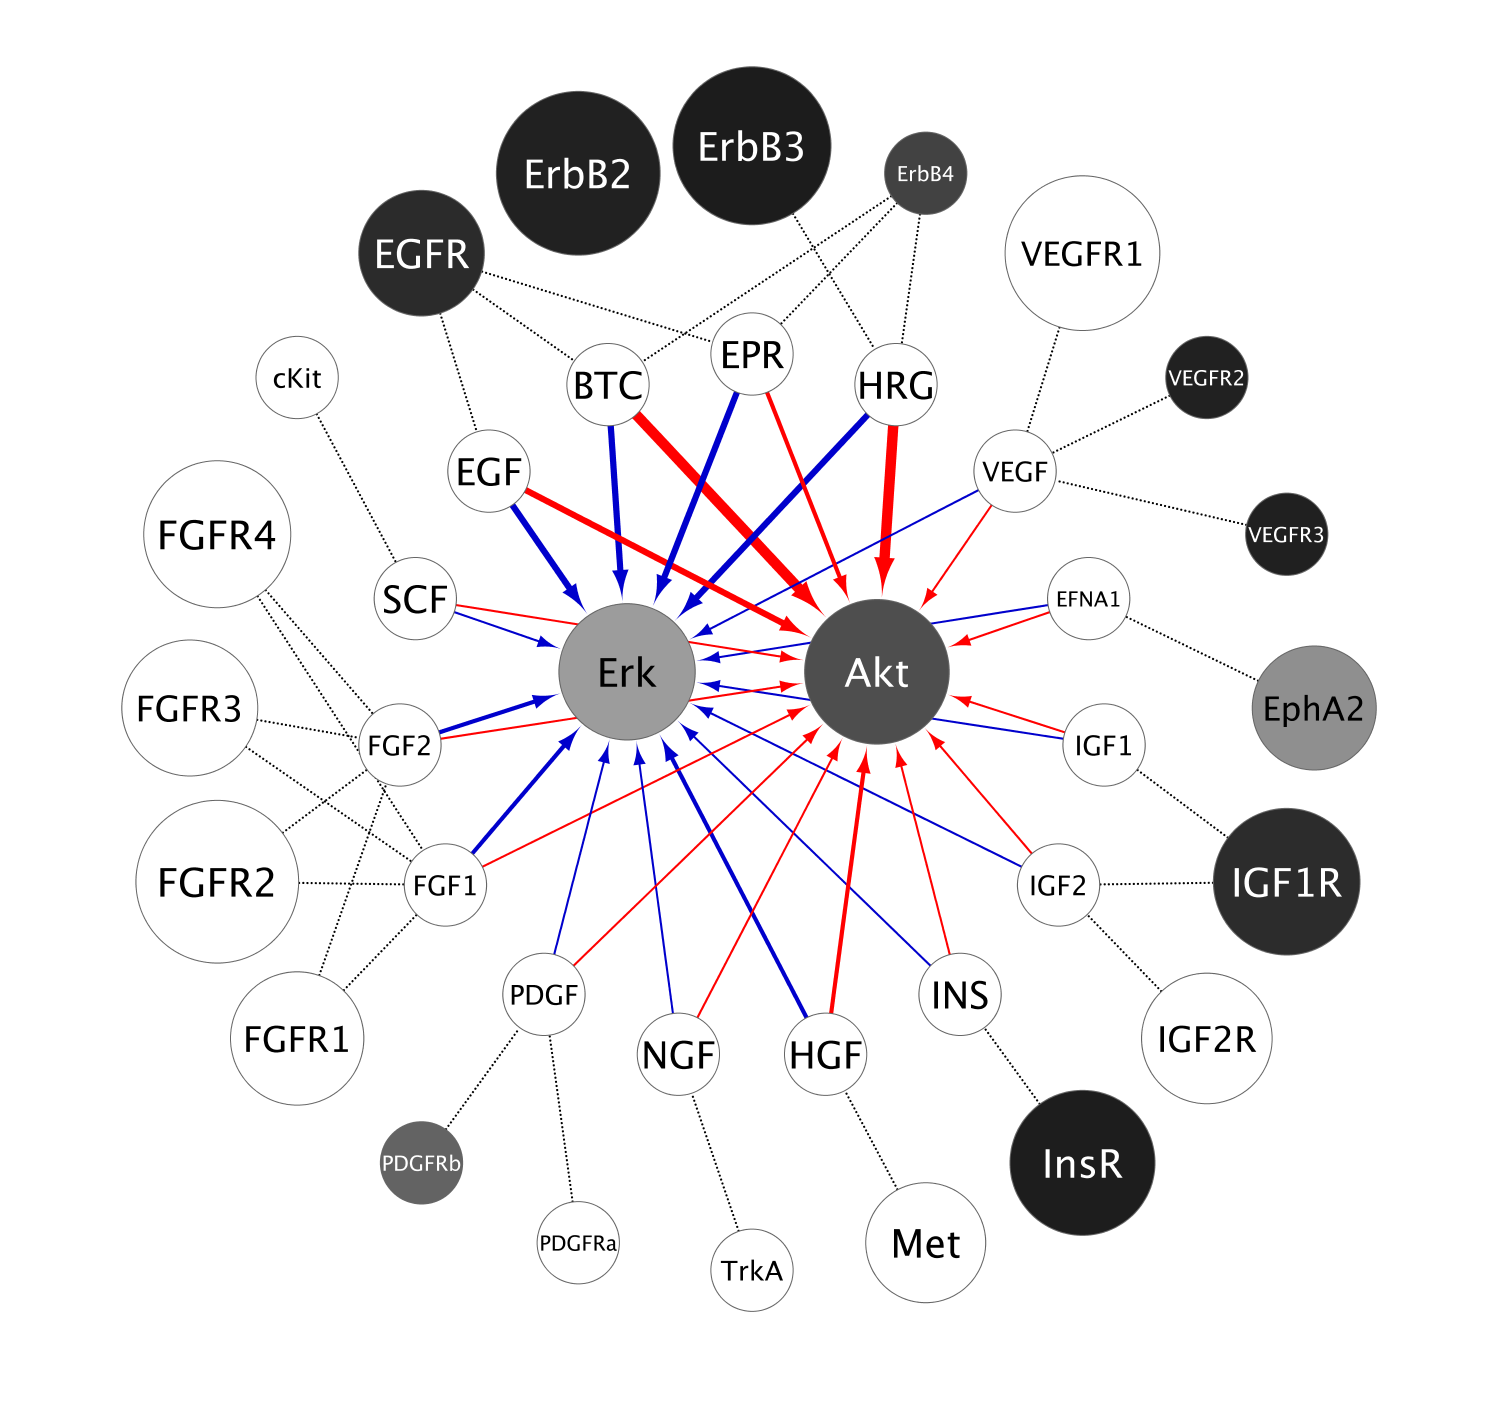 ErbB3
ErbB2
ErbB4
EGFR
VEGFR1
EPR
cKit
BTC
HRG
VEGFR2
EGF
VEGF
FGFR4
VEGFR3
SCF
EFNA1
Erk
Akt
FGFR3
EphA2
FGF2
IGF1
FGFR2
FGF1
IGF2
IGF1R
PDGF
INS
FGFR1
IGF2R
NGF
HGF
PDGFRb
InsR
PDGFRa
Met
TrkA